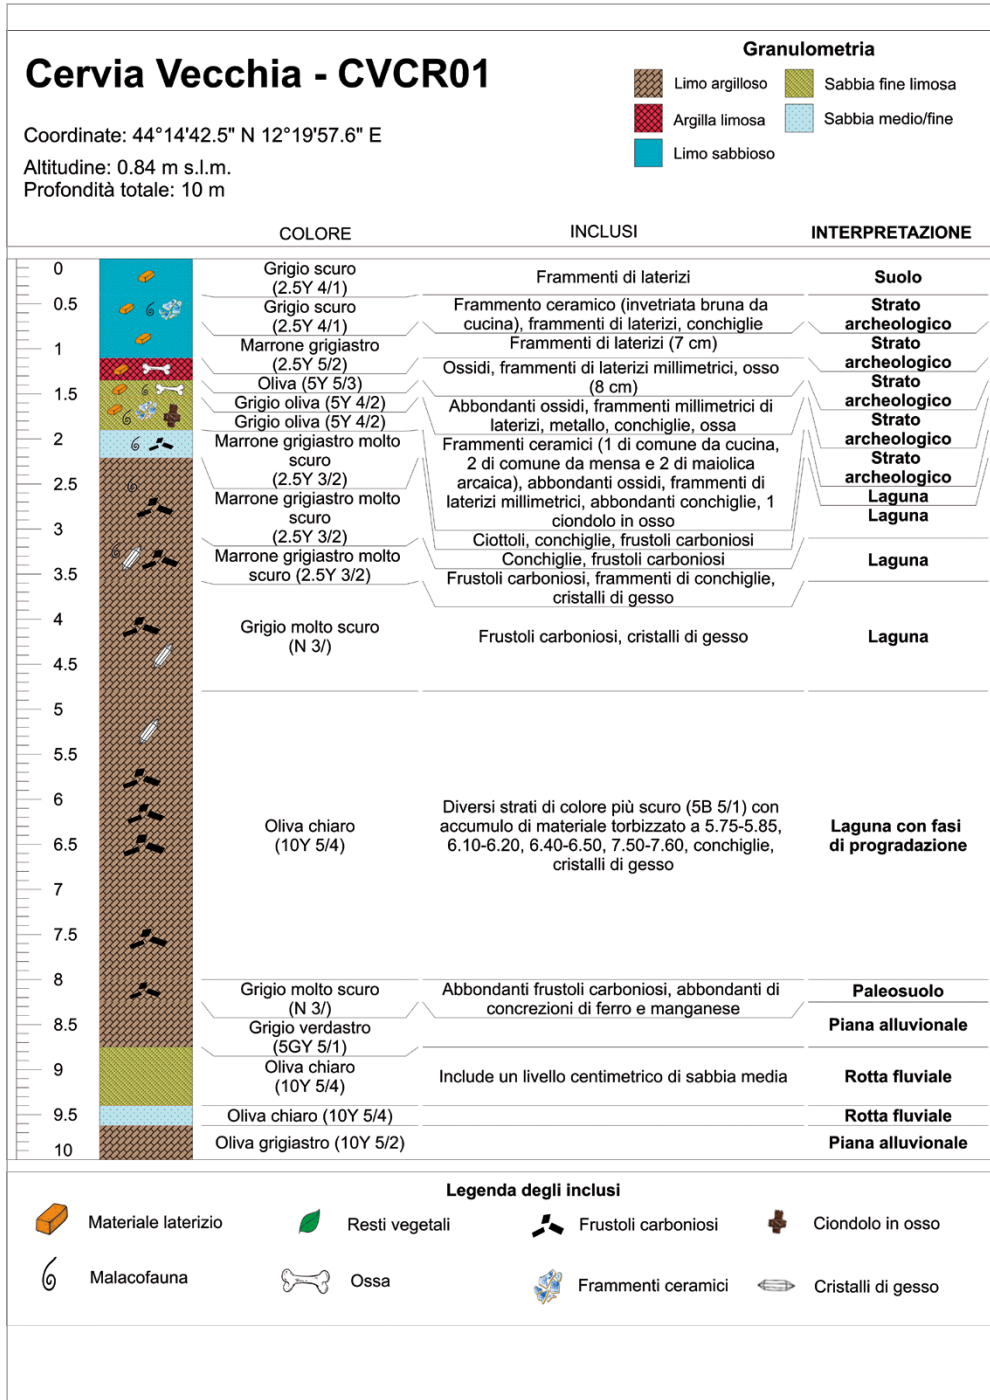 Cervia Vecchia - CVCR01
Coordinate: 44°14'42.5" N 12°19'57.6" E
Altitudine: 0.84 m s.l.m.
Profondità totale: 10 m
Granulometria
Limo argilloso
Sabbia fine limosa
Argilla limosa
Sabbia medio/fine
Limo sabbioso
COLORE
INCLUSI
INTERPRETAZIONE
0
0.5
1
1.5
2
2.5
3
3.5
4
4.5
5
5.5
6
6.5
7
7.5
8
8.5
9
9.5
10
Grigio scuro
(2.5Y 4/1)
Grigio scuro
(2.5Y 4/1)
Marrone grigiastro
(2.5Y 5/2)
Oliva (5Y 5/3)
Grigio oliva (5Y 4/2)
Grigio oliva (5Y 4/2)
Marrone grigiastro molto
scuro
(2.5Y 3/2)
Marrone grigiastro molto
scuro
(2.5Y 3/2)
Marrone grigiastro molto
scuro (2.5Y 3/2)
Grigio molto scuro
(N 3/)
Oliva chiaro
(10Y 5/4)
Grigio molto scuro
(N 3/)
Grigio verdastro
(5GY 5/1)
Oliva chiaro
(10Y 5/4)
Oliva chiaro (10Y 5/4)
Oliva grigiastro (10Y 5/2)
Frammenti di laterizi
Frammento ceramico (invetriata bruna da
cucina), frammenti di laterizi, conchiglie
Frammenti di laterizi (7 cm)
Ossidi, frammenti di laterizi millimetrici, osso
(8 cm)
Abbondanti ossidi, frammenti millimetrici di
laterizi, metallo, conchiglie, ossa
Frammenti ceramici (1 di comune da cucina,
2 di comune da mensa e 2 di maiolica
arcaica), abbondanti ossidi, frammenti di
laterizi millimetrici, abbondanti conchiglie, 1
ciondolo in osso
Ciottoli, conchiglie, frustoli carboniosi
Conchiglie, frustoli carboniosi
Frustoli carboniosi, frammenti di conchiglie,
cristalli di gesso
Frustoli carboniosi, cristalli di gesso
Diversi strati di colore più scuro (5B 5/1) con
accumulo di materiale torbizzato a 5.75-5.85,
6.10-6.20, 6.40-6.50, 7.50-7.60, conchiglie,
cristalli di gesso
Abbondanti frustoli carboniosi, abbondanti di
concrezioni di ferro e manganese
Include un livello centimetrico di sabbia media
Suolo
Strato
archeologico
Strato
archeologico
Strato
archeologico
Strato
archeologico
Strato
archeologico
Laguna
Laguna
Laguna
Laguna
Laguna con fasi
di progradazione
Paleosuolo
Piana alluvionale
Rotta fluviale
Rotta fluviale
Piana alluvionale
Legenda degli inclusi
Materiale laterizio
Resti vegetali
Frustoli carboniosi
Ciondolo in osso
Malacofauna
Ossa
Frammenti ceramici
Cristalli di gesso